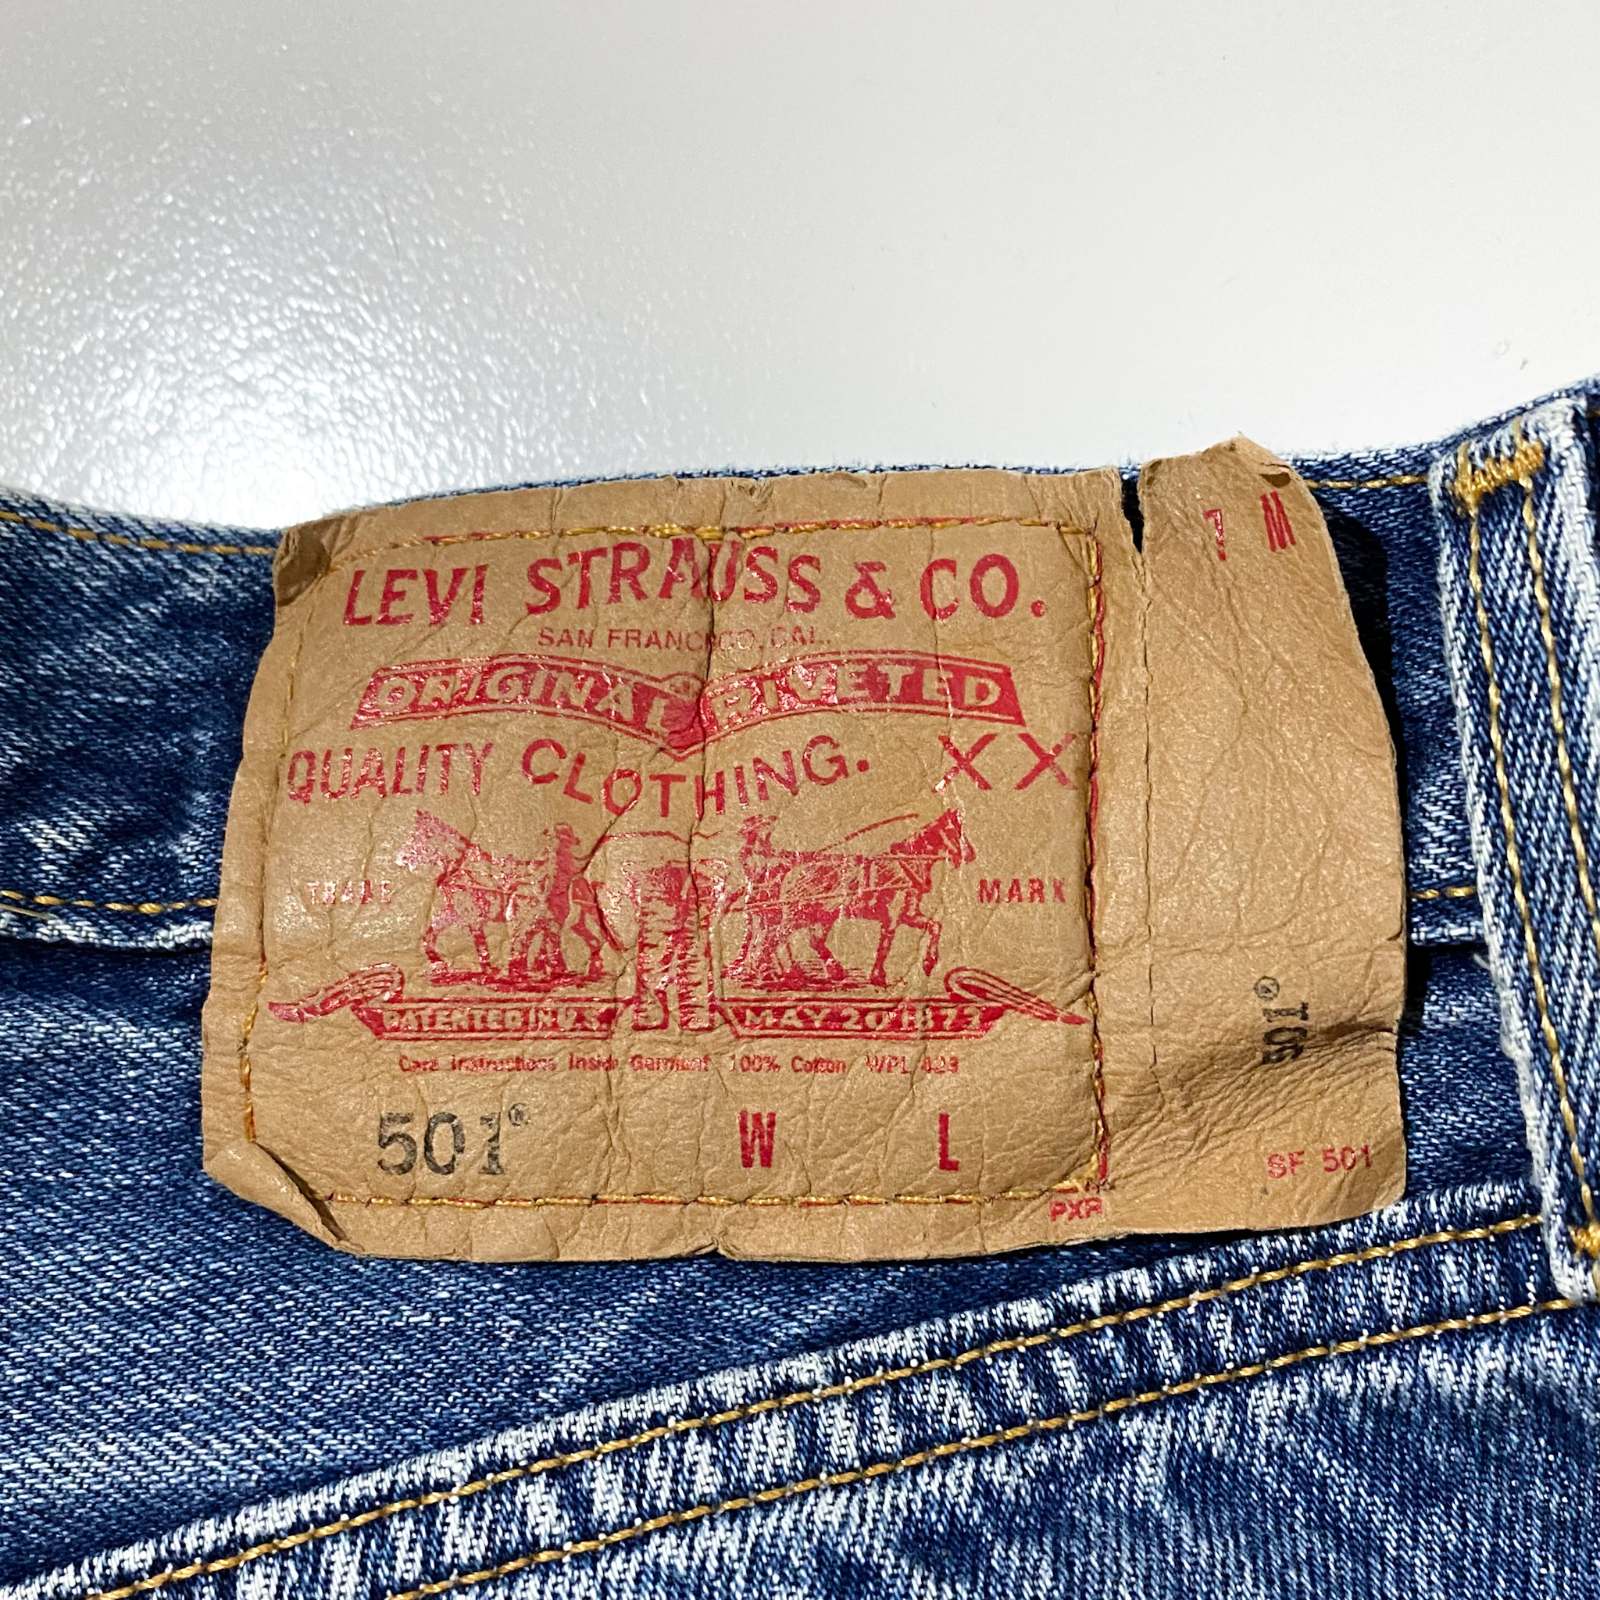 LEVI STRAUSS & CO.
SAN FRANCISCO, CAL.
ORIGINAL RIVETED
QUALITY CLOTHING. XX
TRADE MARK
PATENTED IN U.S. MAY 20 1873
Care Instructions Inside Garment 100% Cotton WPL 423
501® W L
PXR
M
501®
SF 501